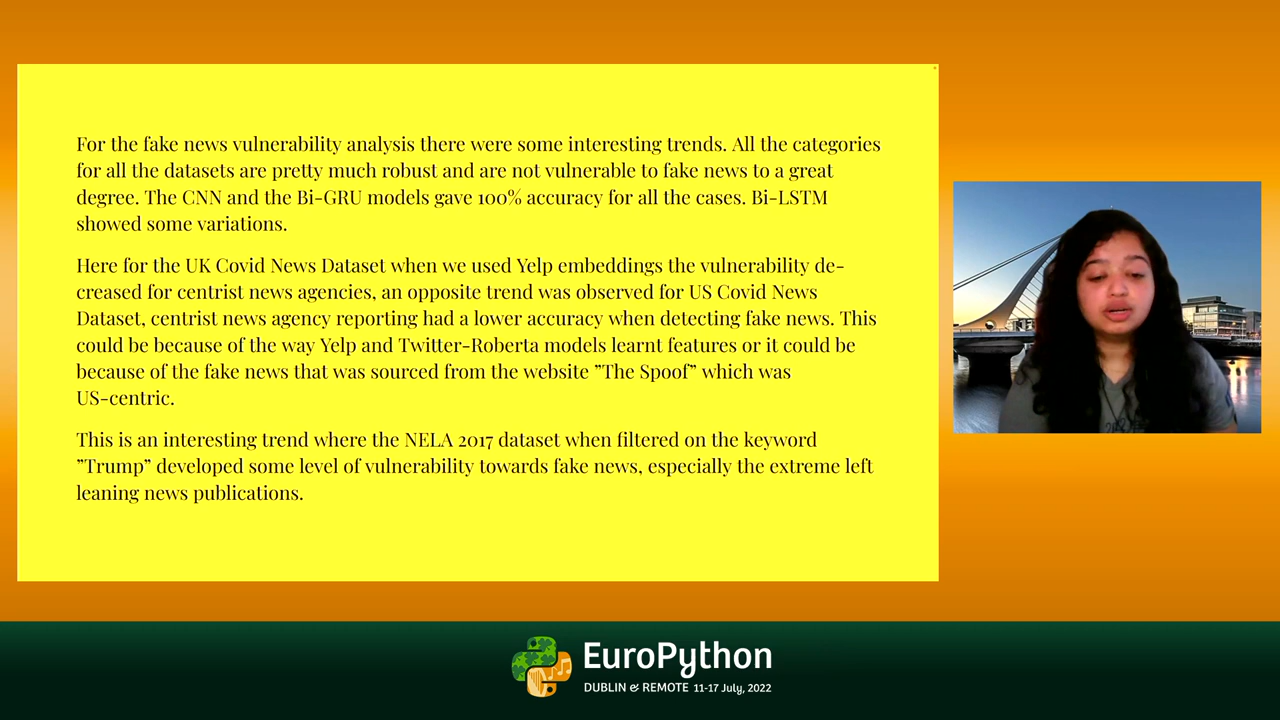 For the fake news vulnerability analysis there were some interesting trends. All the categories
for all the datasets are pretty much robust and are not vulnerable to fake news to a great
degree. The CNN and the Bi-GRU models gave 100% accuracy for all the cases. Bi-LSTM
showed some variations.
Here for the UK Covid News Dataset when we used Yelp embeddings the vulnerability de-
creased for centrist news agencies, an opposite trend was observed for US Covid News
Dataset, centrist news agency reporting had a lower accuracy when detecting fake news. This
could be because of the way Yelp and Twitter-Roberta models learnt features or it could be
because of the fake news that was sourced from the website ”The Spoof” which was
US-centric.
This is an interesting trend where the NELA 2017 dataset when filtered on the keyword
”Trump” developed some level of vulnerability towards fake news, especially the extreme left
leaning news publications.
EuroPython
DUBLIN & REMOTE 11-17 July, 2022